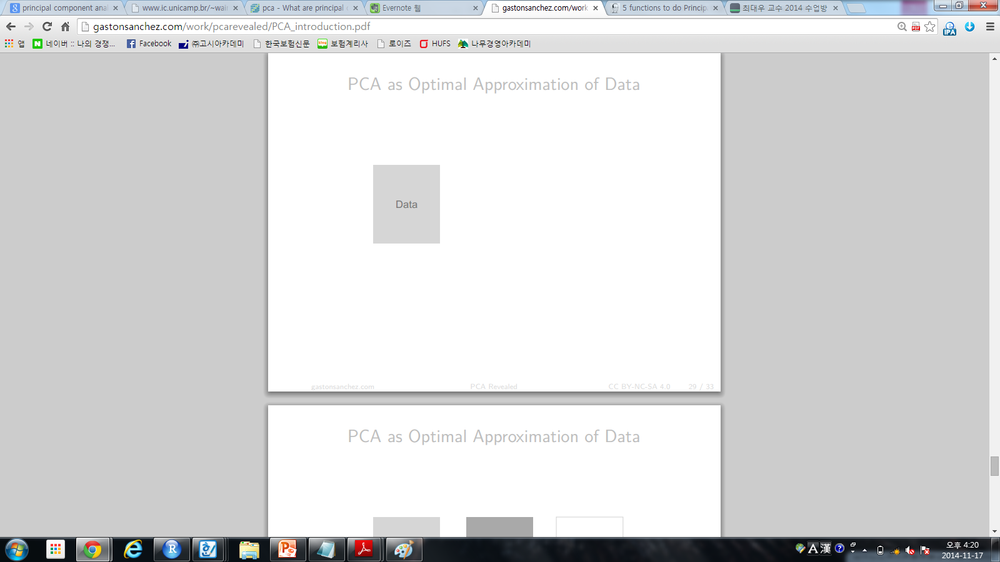 principal component anal
www.ic.unicamp.br/~wain
pca - What are principal c
Evernote 웹
gastonsanchez.com/work
5 functions to do Princip
최대우 교수 2014 수업방
gastonsanchez.com/work/pcarevealed/PCA_introduction.pdf
앱
네이버 :: 나의 경쟁...
Facebook
㈜고시아카데미
한국보험신문
보험계리사
로이즈
HUFS
나무경영아카데미
PCA as Optimal Approximation of Data
Data
gastonsanchez.com
PCA Revealed
CC BY-NC-SA 4.0
29 / 33
PCA as Optimal Approximation of Data
A 漢
오후 4:20
2014-11-17